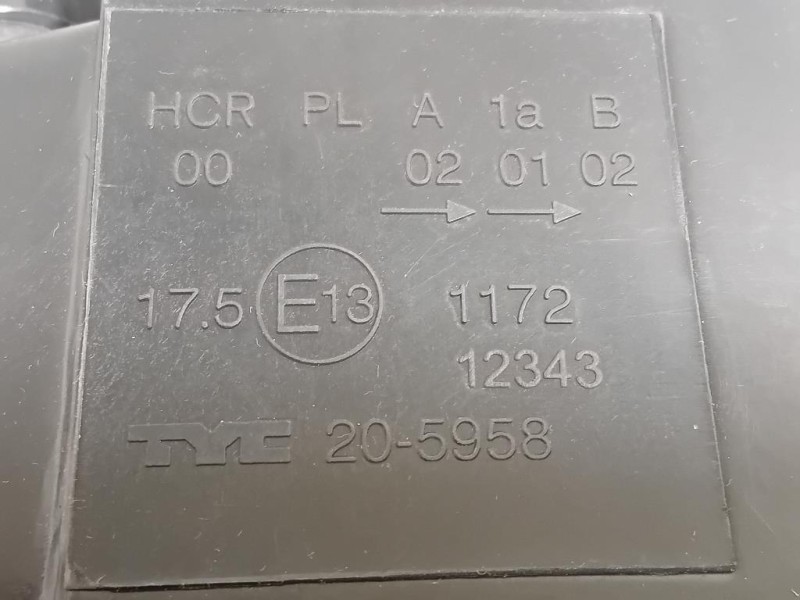 HCR PL A 1a B
00 02 01 02
17.5 E13 1172
12343
TYC 20-5958